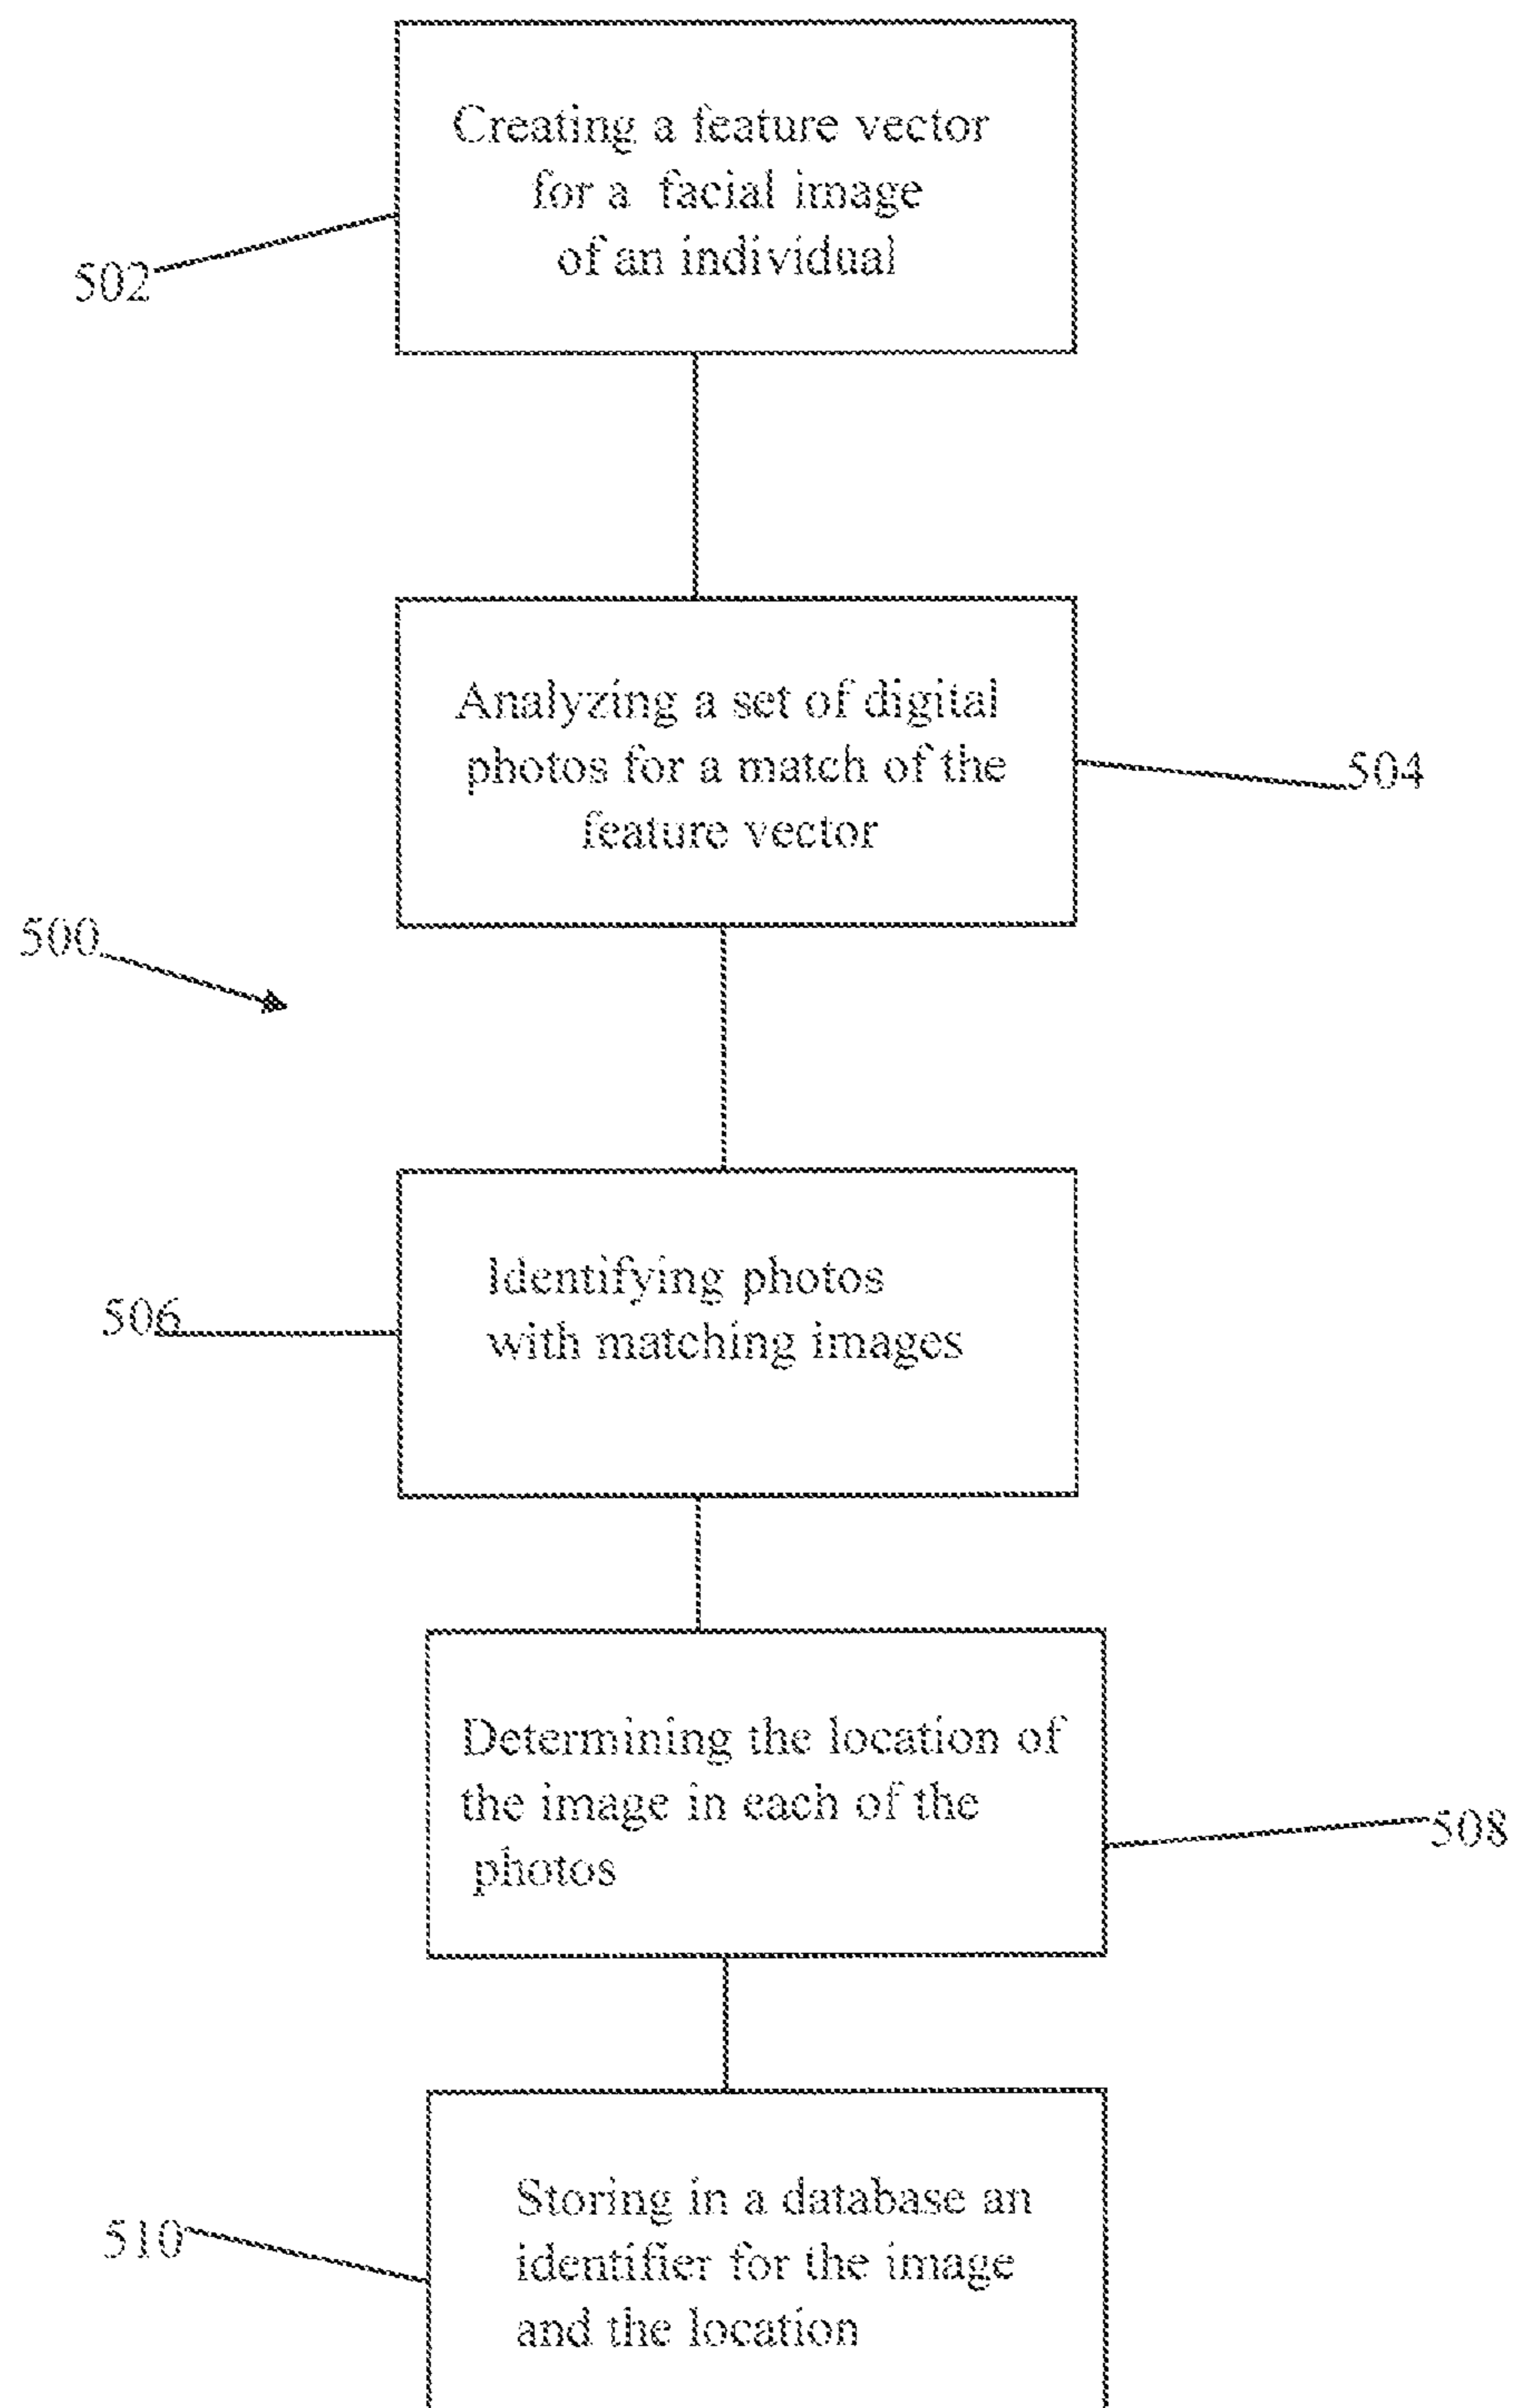 Creating a feature vector
for a facial image
of an individual
502
Analyzing a set of digital
photos for a match of the
feature vector
504
500
Identifying photos
with matching images
506
Determining the location of
the image in each of the
photos
508
Storing in a database an
identifier for the image
and the location
510